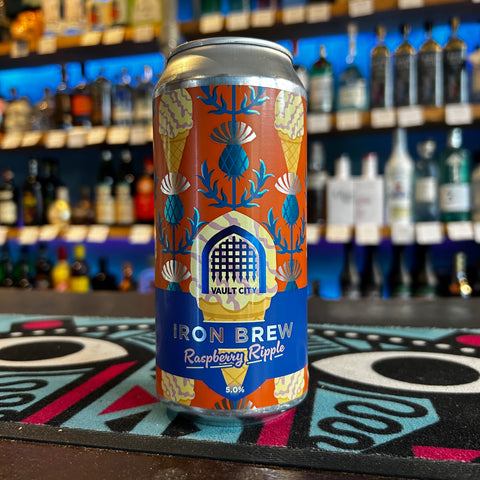 VAULT CITY
IRON BREW
Raspberry Ripple
5.0%